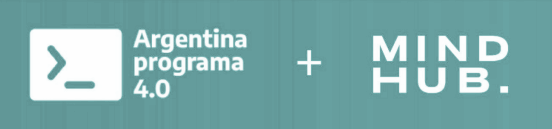 Argentina
programa
4.0
+
MIND
HUB.